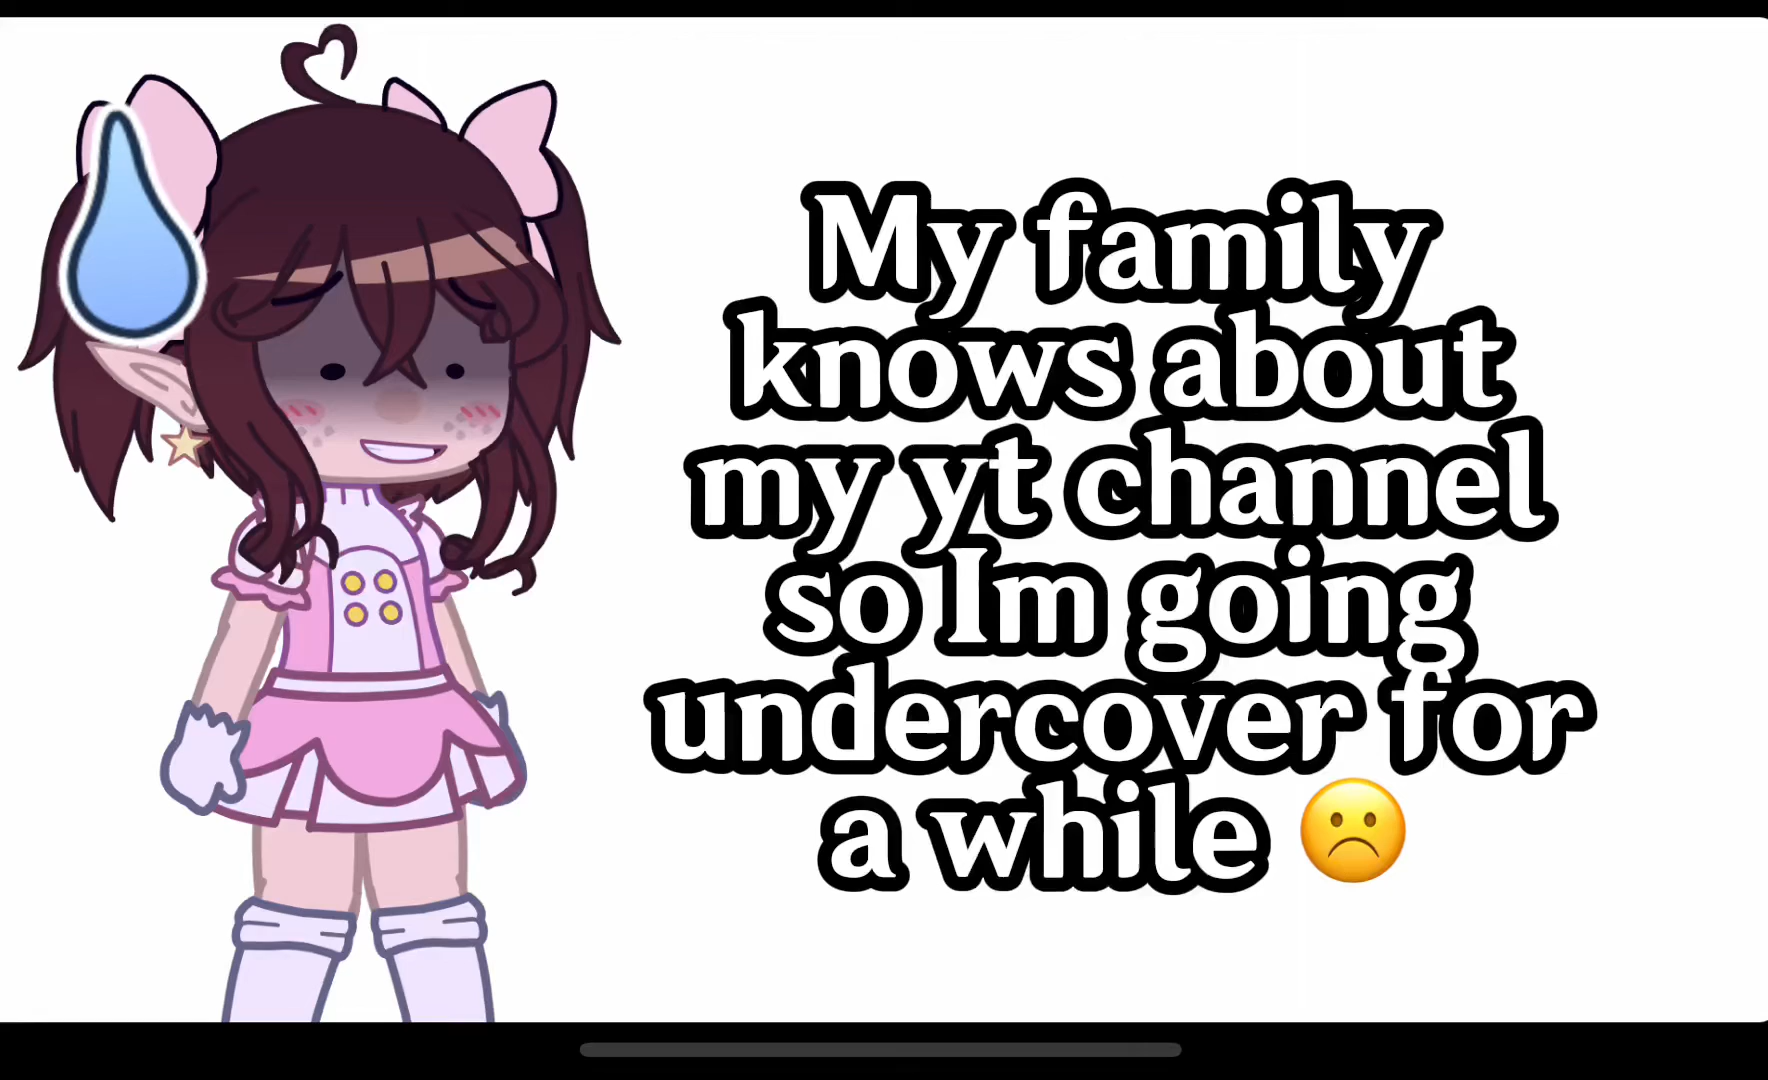 My family
knows about
my yt channel
so Im going
undercover for
a while ☹️